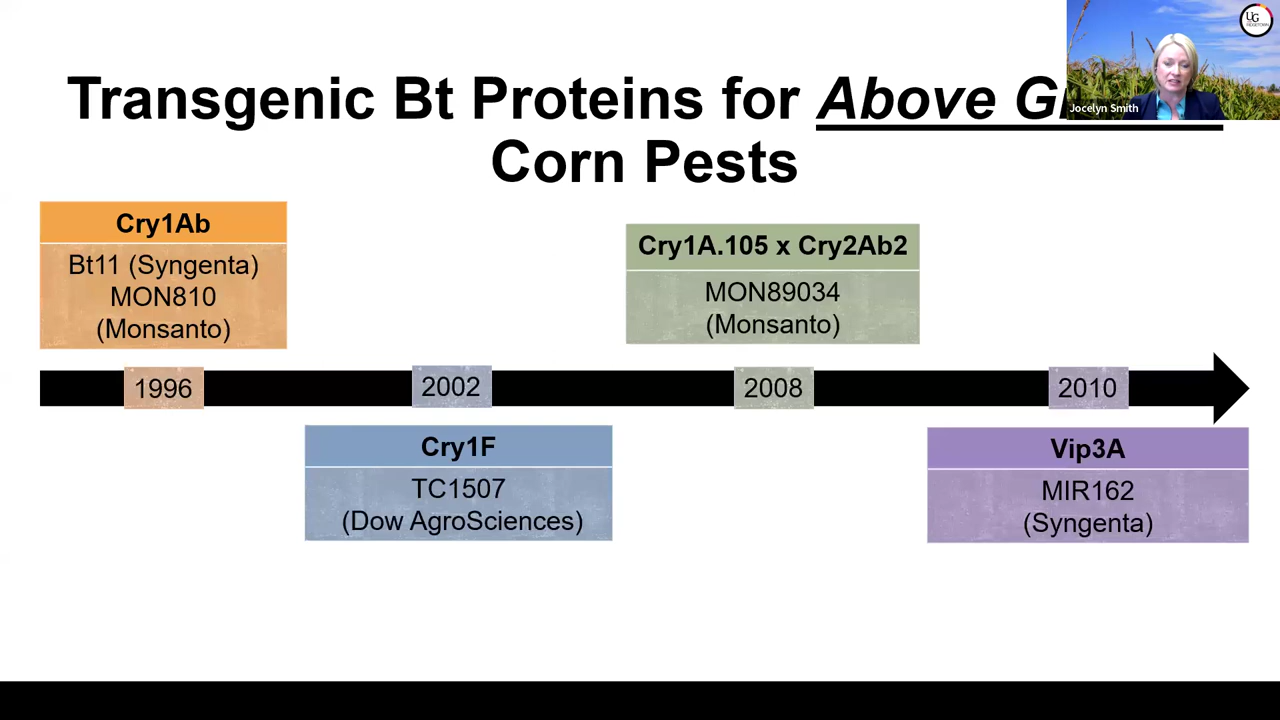 Transgenic Bt Proteins for Above
Corn Pests
Jocelyn Smith
UG
Cry1Ab
Bt11 (Syngenta)
MON810
(Monsanto)
Cry1A.105 x Cry2Ab2
MON89034
(Monsanto)
1996
2002
2008
2010
Cry1F
TC1507
(Dow AgroSciences)
Vip3A
MIR162
(Syngenta)